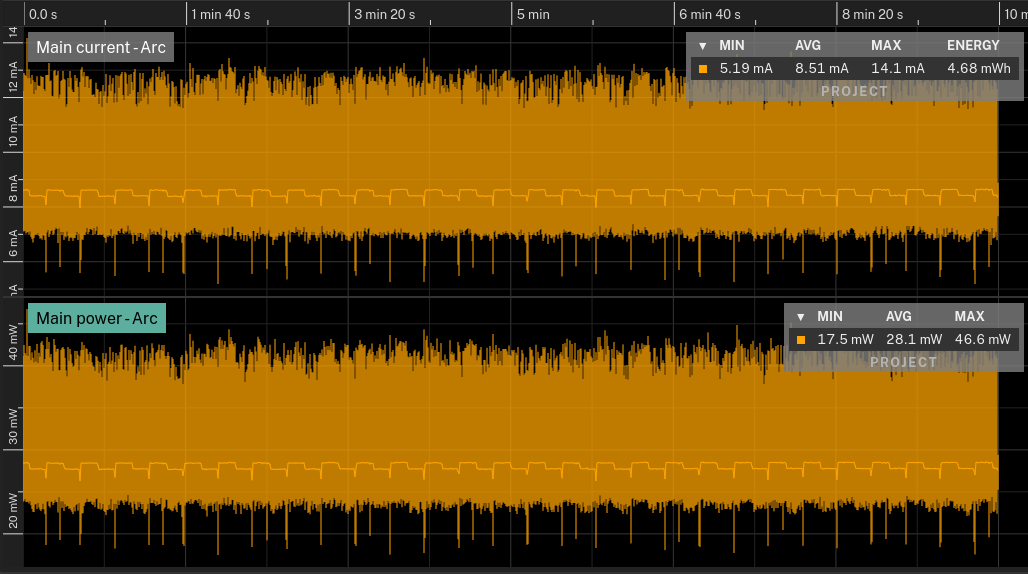 0.0 s 1 min 40 s 3 min 20 s 5 min 6 min 40 s 8 min 20 s 10 m
Main current - Arc
▼ MIN AVG MAX ENERGY
5.19 mA 8.51 mA 14.1 mA 4.68 mWh
PROJECT
14
12 mA
10 mA
8 mA
6 mA
nA
Main power - Arc
▼ MIN AVG MAX
17.5 mW 28.1 mW 46.6 mW
PROJECT
40 mW
30 mW
20 mW